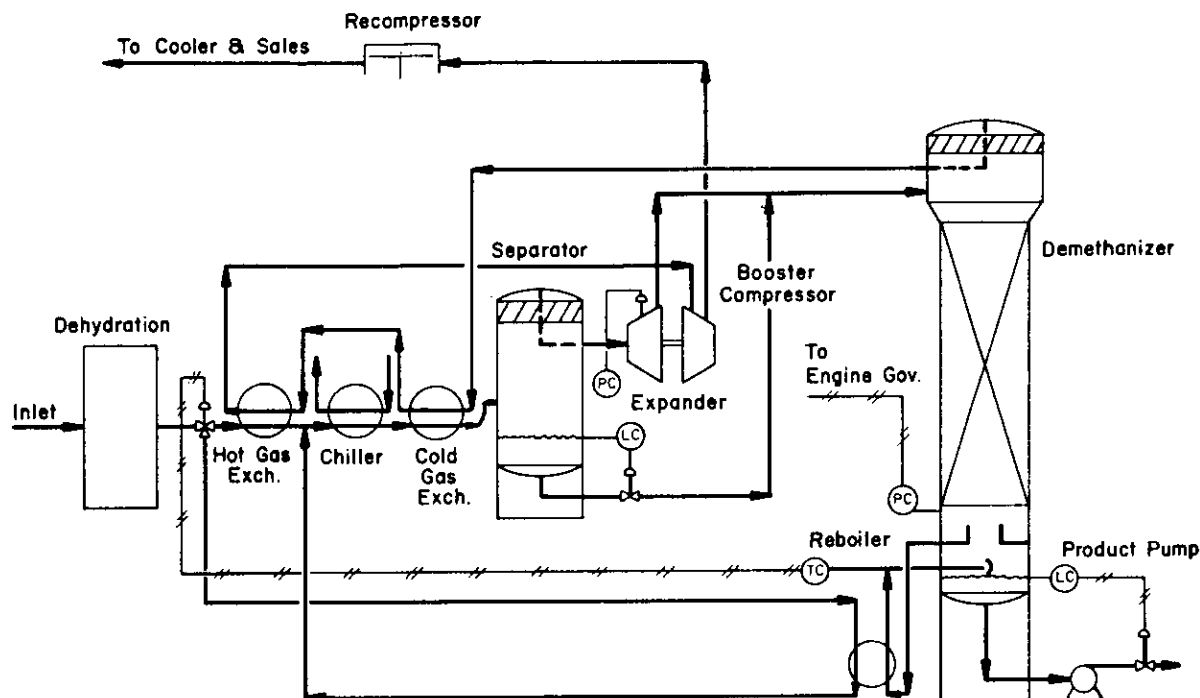 Recompressor
To Cooler & Sales
Separator
Booster
Compressor
Demethanizer
Dehydration
To
Engine Gov.
PC
Expander
Inlet
LC
Hot Gas
Exch.
Chiller
Cold
Gas
Exch.
PC
Reboiler
Product Pump
TC
LC